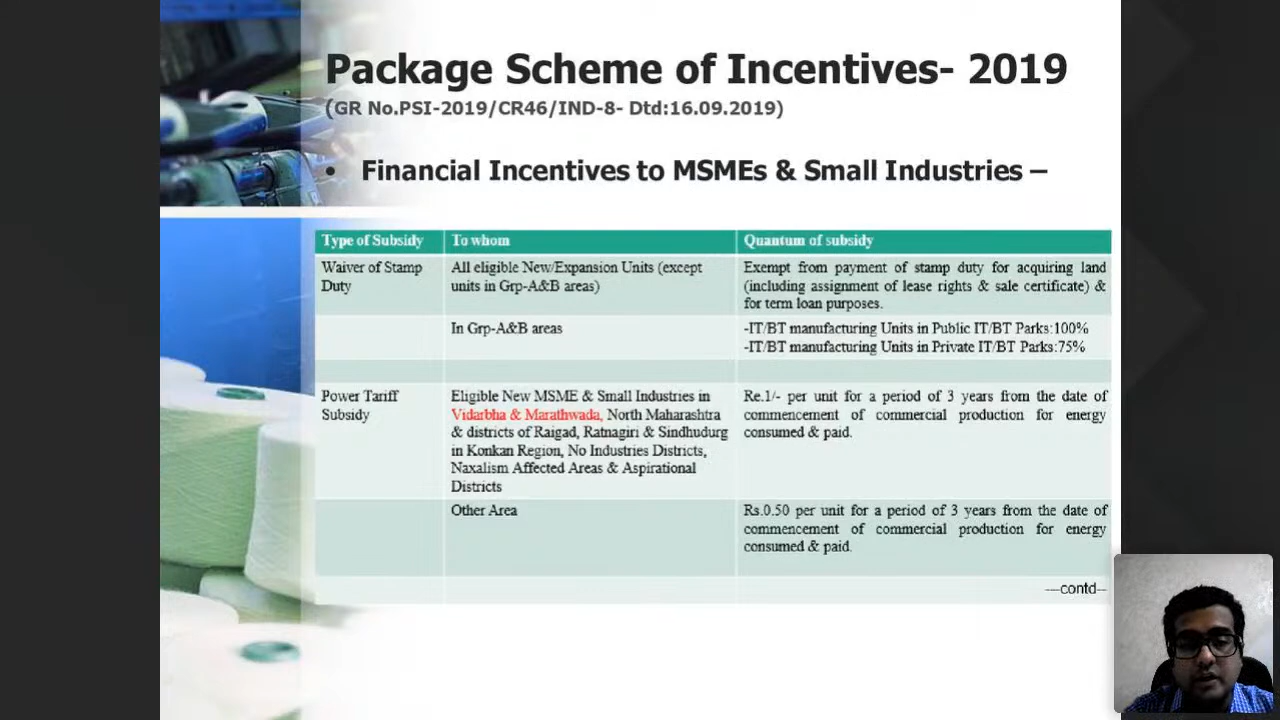 Package Scheme of Incentives- 2019
(GR No.PSI-2019/CR46/IND-8- Dtd:16.09.2019)
• Financial Incentives to MSMEs & Small Industries –
Type of Subsidy To whom Quantum of subsidy
Waiver of Stamp
Duty
All eligible New/Expansion Units (except
units in Grp-A&B areas)
Exempt from payment of stamp duty for acquiring land
(including assignment of lease rights & sale certificate) &
for term loan purposes.
In Grp-A&B areas
-IT/BT manufacturing Units in Public IT/BT Parks:100%
-IT/BT manufacturing Units in Private IT/BT Parks:75%
Power Tariff
Subsidy
Eligible New MSME & Small Industries in
Vidarbha & Marathwada, North Maharashtra
& districts of Raigad, Ratnagiri & Sindhudurg
in Konkan Region, No Industries Districts,
Naxalism Affected Areas & Aspirational
Districts
Re.1/- per unit for a period of 3 years from the date of
commencement of commercial production for energy
consumed & paid.
Other Area
Rs.0.50 per unit for a period of 3 years from the date of
commencement of commercial production for energy
consumed & paid.
---contd--